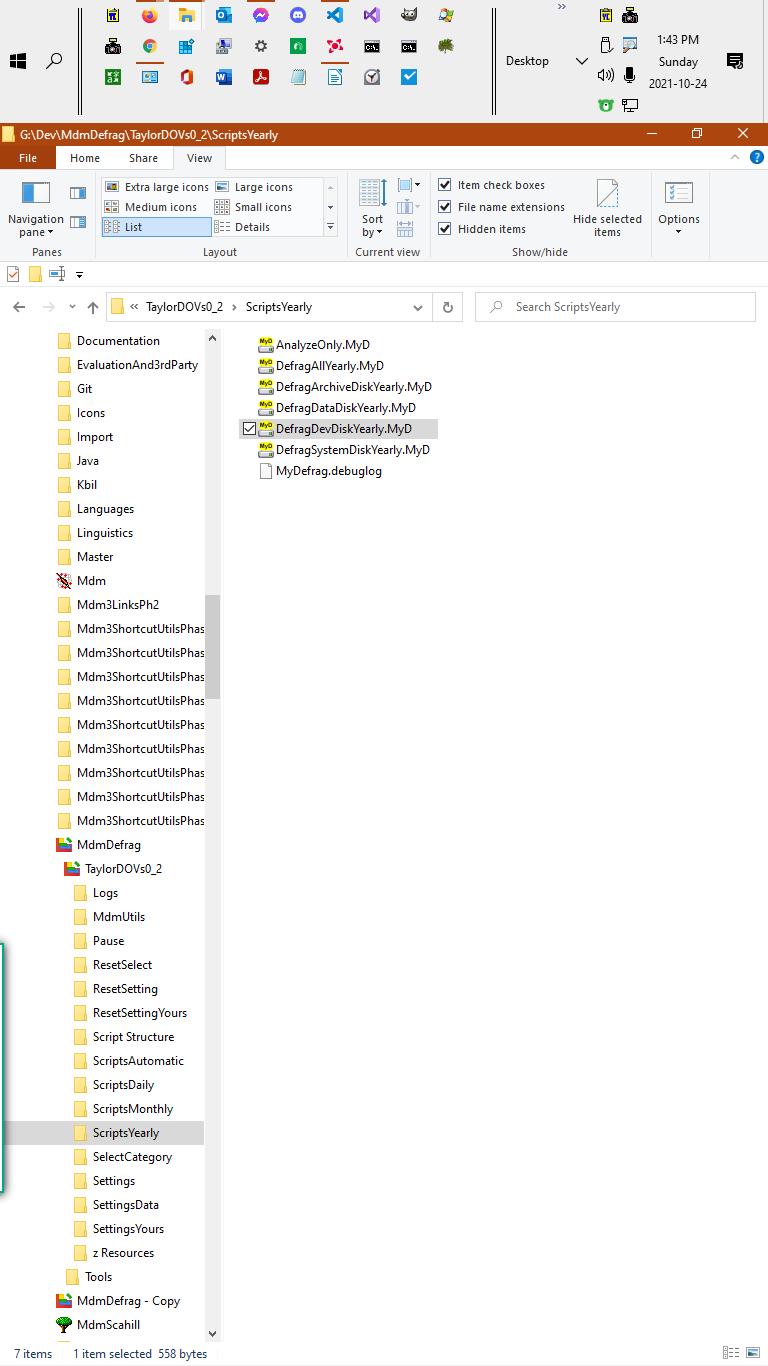 1:43 PM
Desktop
Sunday
2021-10-24
G:\Dev\MdmDefrag\TaylorDOVs0_2\ScriptsYearly
File Home Share View
Extra large icons Large icons
Medium icons Small icons
List Details
Navigation pane
Sort by
Item check boxes
File name extensions
Hidden items
Hide selected items
Options
Panes Layout Current view Show/hide
« TaylorDOVs0_2 › ScriptsYearly
Search ScriptsYearly
Documentation
EvaluationAnd3rdParty
Git
Icons
Import
Java
Kbil
Languages
Linguistics
Master
Mdm
Mdm3LinksPh2
Mdm3ShortcutUtilsPhas
Mdm3ShortcutUtilsPhas
Mdm3ShortcutUtilsPhas
Mdm3ShortcutUtilsPhas
Mdm3ShortcutUtilsPhas
Mdm3ShortcutUtilsPhas
Mdm3ShortcutUtilsPhas
Mdm3ShortcutUtilsPhas
Mdm3ShortcutUtilsPhas
MdmDefrag
TaylorDOVs0_2
Logs
MdmUtils
Pause
ResetSelect
ResetSetting
ResetSettingYours
Script Structure
ScriptsAutomatic
ScriptsDaily
ScriptsMonthly
ScriptsYearly
SelectCategory
Settings
SettingsData
SettingsYours
z Resources
Tools
MdmDefrag - Copy
MdmScahill
AnalyzeOnly.MyD
DefragAllYearly.MyD
DefragArchiveDiskYearly.MyD
DefragDataDiskYearly.MyD
DefragDevDiskYearly.MyD
DefragSystemDiskYearly.MyD
MyDefrag.debuglog
7 items 1 item selected 558 bytes